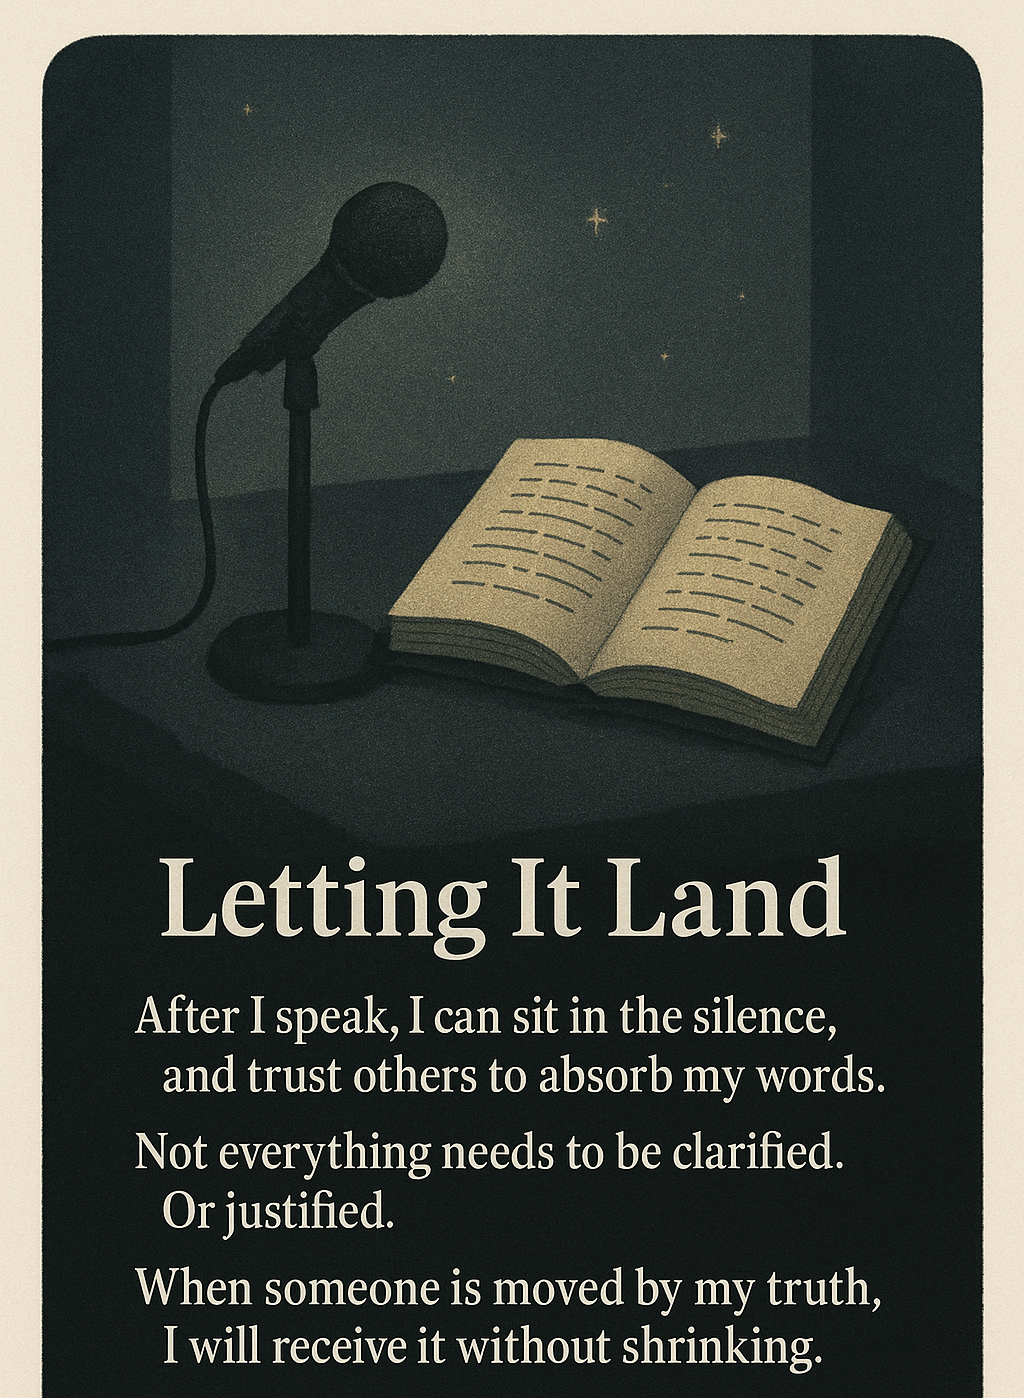 Letting It Land
After I speak, I can sit in the silence,
and trust others to absorb my words.
Not everything needs to be clarified.
Or justified.
When someone is moved by my truth,
I will receive it without shrinking.